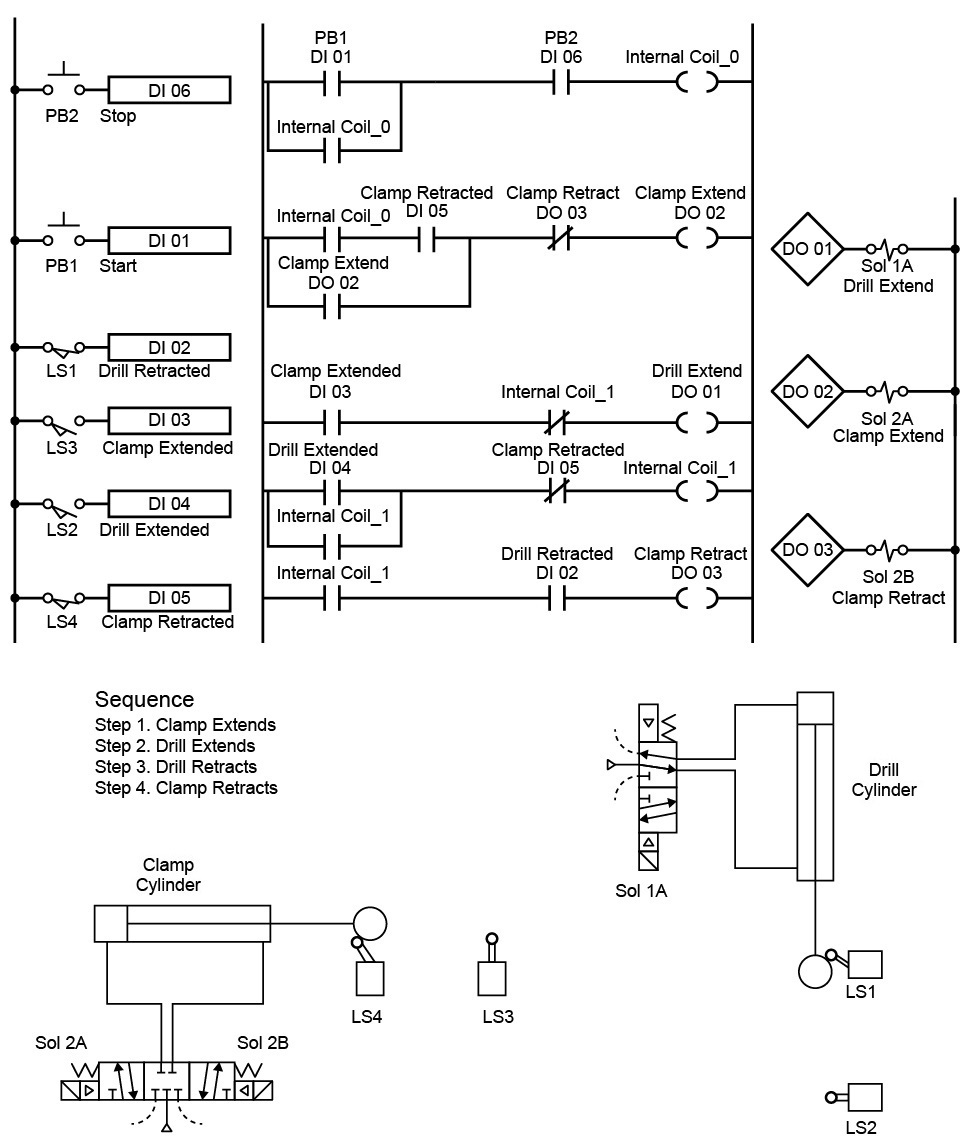 DI 06
PB2 Stop
DI 01
PB1 Start
DI 02
LS1 Drill Retracted
DI 03
LS3 Clamp Extended
DI 04
LS2 Drill Extended
DI 05
LS4 Clamp Retracted
PB1
DI 01
PB2
DI 06
Internal Coil_0
Internal Coil_0
Internal Coil_0
Clamp Retracted
DI 05
Clamp Retract
DO 03
Clamp Extend
DO 02
Clamp Extend
DO 02
Clamp Extended
DI 03
Internal Coil_1
Drill Extend
DO 01
Drill Extended
DI 04
Clamp Retracted
DI 05
Internal Coil_1
Internal Coil_1
Internal Coil_1
Drill Retracted
DI 02
Clamp Retract
DO 03
DO 01
Sol 1A
Drill Extend
DO 02
Sol 2A
Clamp Extend
DO 03
Sol 2B
Clamp Retract
Sequence
Step 1. Clamp Extends
Step 2. Drill Extends
Step 3. Drill Retracts
Step 4. Clamp Retracts
Clamp
Cylinder
LS4
LS3
Sol 2A
Sol 2B
Drill
Cylinder
Sol 1A
LS1
LS2